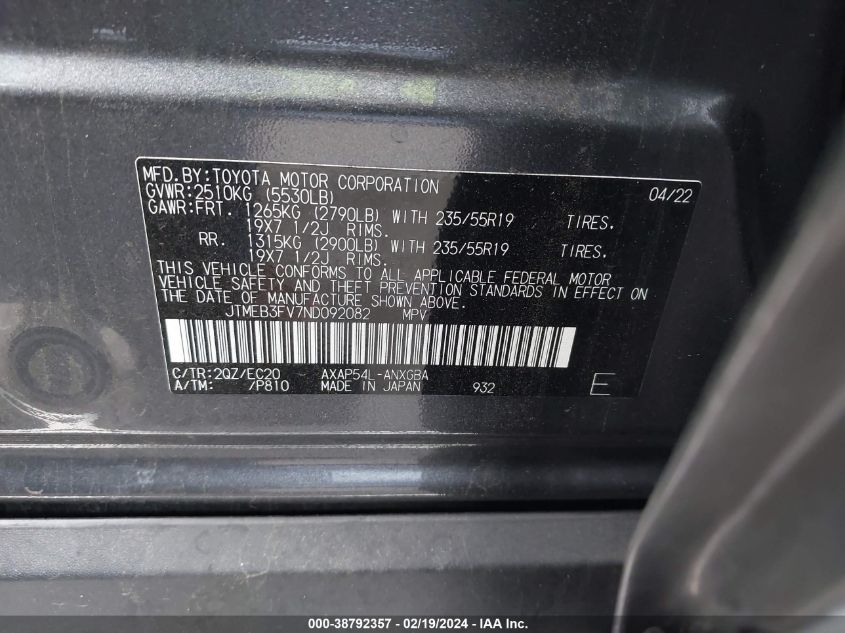 MFD.BY:TOYOTA MOTOR CORPORATION 04/22
GVWR:2510KG (5530LB)
GAWR:FRT. 1265KG (2790LB) WITH 235/55R19 TIRES.
19X7 1/2J RIMS.
RR. 1315KG (2900LB) WITH 235/55R19 TIRES.
19X7 1/2J RIMS.
THIS VEHICLE CONFORMS TO ALL APPLICABLE FEDERAL MOTOR
VEHICLE SAFETY AND THEFT PREVENTION STANDARDS IN EFFECT ON
THE DATE OF MANUFACTURE SHOWN ABOVE.
JTMEB3FV7ND092082 MPV
C/TR:2QZ/EC20 AXAP54L-ANXGBA
A/TM: /P810 MADE IN JAPAN 932 E
000-38792357 - 02/19/2024 - IAA Inc.